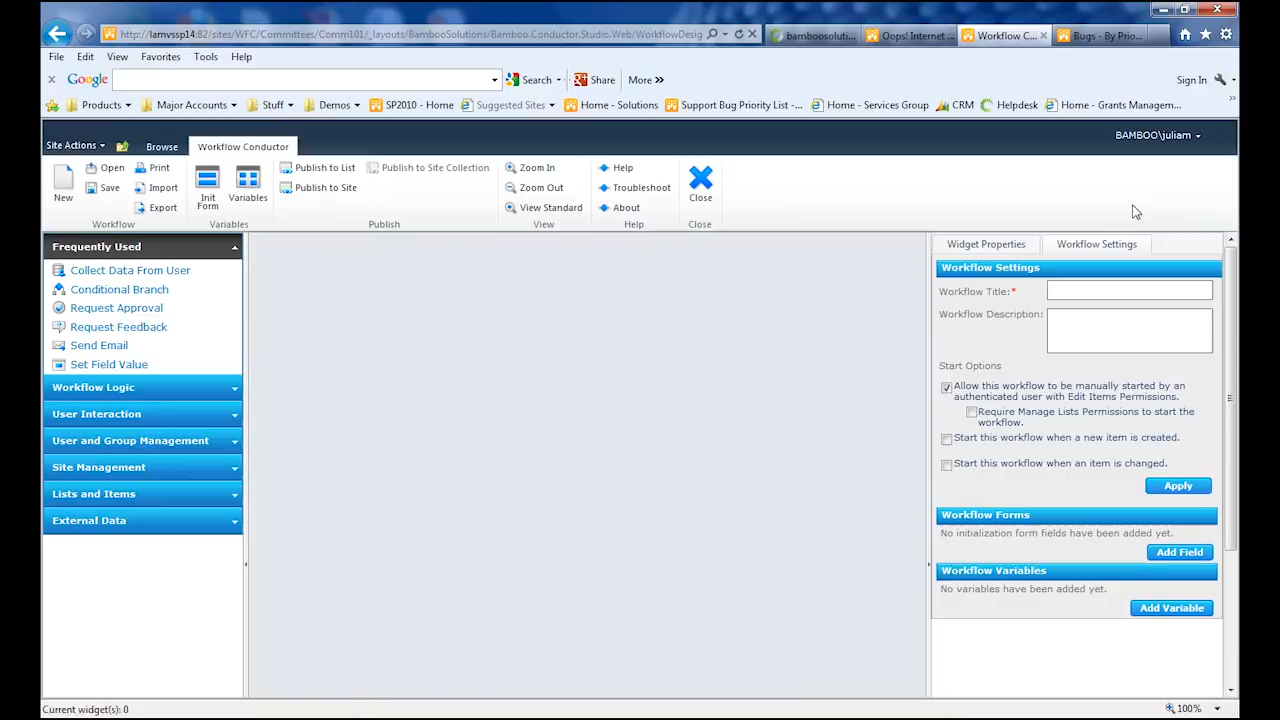 http://lamvssp14:82/sites/WFC/Committees/Comm101/_layouts/BambooSolutions/Bamboo.Conductor.Studio.Web/WorkflowDesig
bamboosoluti...
Oops! Internet ...
Workflow C...
Bugs - By Prio...
File Edit View Favorites Tools Help
Google Search Share More » Sign In
Products Major Accounts Stuff Demos SP2010 - Home Suggested Sites Home - Solutions Support Bug Priority List -... Home - Services Group CRM Helpdesk Home - Grants Managem...
BAMBOO\juliam
Site Actions Browse Workflow Conductor
New
Open
Save
Print
Import
Export
Workflow
Init Form
Variables
Variables
Publish to List
Publish to Site Collection
Publish to Site
Publish
Zoom In
Zoom Out
View Standard
View
Help
Troubleshoot
About
Help
Close
Close
Frequently Used
Collect Data From User
Conditional Branch
Request Approval
Request Feedback
Send Email
Set Field Value
Workflow Logic
User Interaction
User and Group Management
Site Management
Lists and Items
External Data
Widget Properties Workflow Settings
Workflow Settings
Workflow Title:*
Workflow Description:
Start Options
Allow this workflow to be manually started by an
authenticated user with Edit Items Permissions.
Require Manage Lists Permissions to start the
workflow.
Start this workflow when a new item is created.
Start this workflow when an item is changed.
Apply
Workflow Forms
No initialization form fields have been added yet.
Add Field
Workflow Variables
No variables have been added yet.
Add Variable
Current widget(s): 0
100%